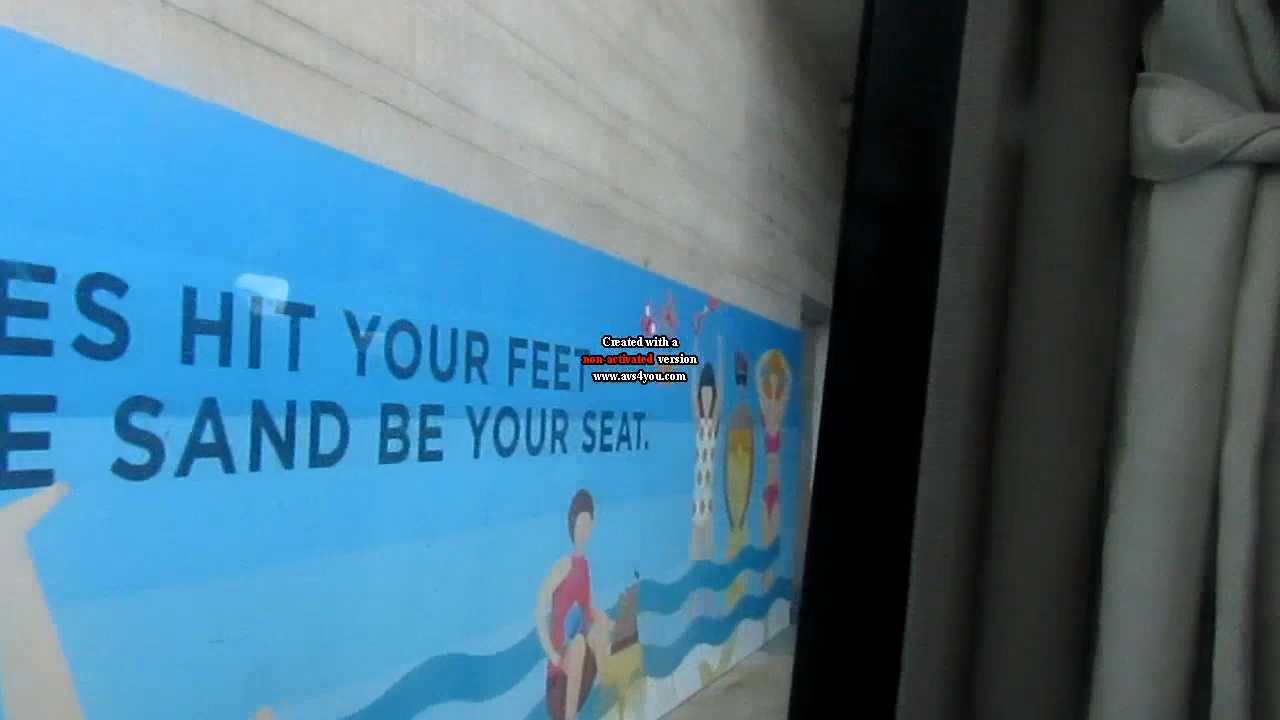 ES HIT YOUR FEET
E SAND BE YOUR SEAT.
Created with a
non-activated version
www.avs4you.com